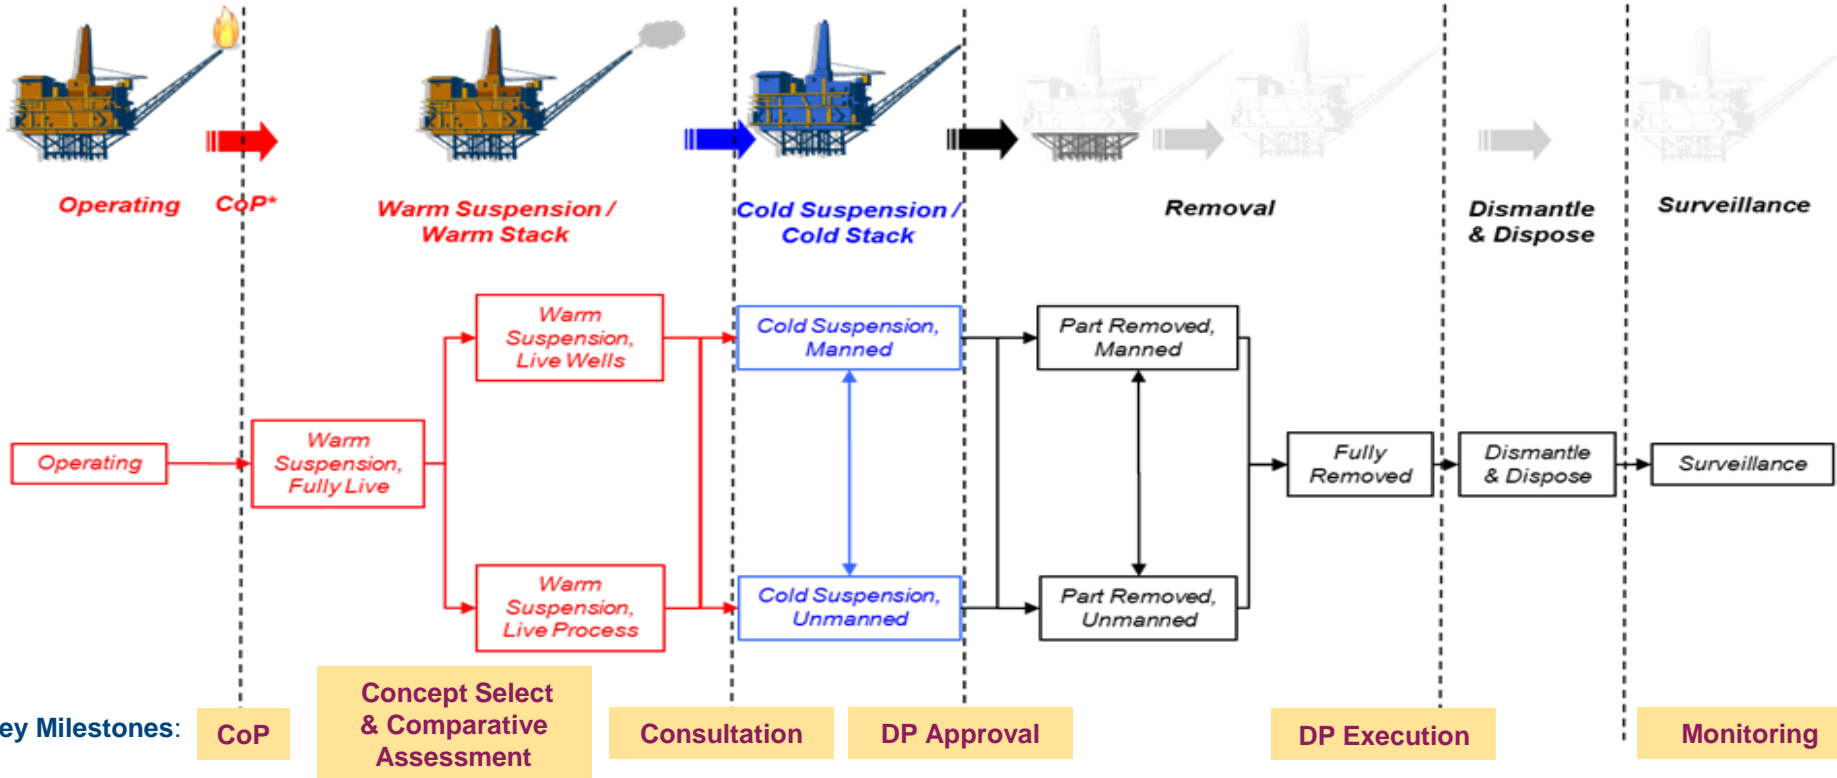 Operating
CoP*
Warm Suspension /
Warm Stack
Cold Suspension /
Cold Stack
Removal
Dismantle
& Dispose
Surveillance
Operating
Warm
Suspension,
Fully Live
Warm
Suspension,
Live Wells
Warm
Suspension,
Live Process
Cold Suspension,
Manned
Cold Suspension,
Unmanned
Part Removed,
Manned
Part Removed,
Unmanned
Fully
Removed
Dismantle
& Dispose
Surveillance
ey Milestones:
CoP
Concept Select
& Comparative
Assessment
Consultation
DP Approval
DP Execution
Monitoring